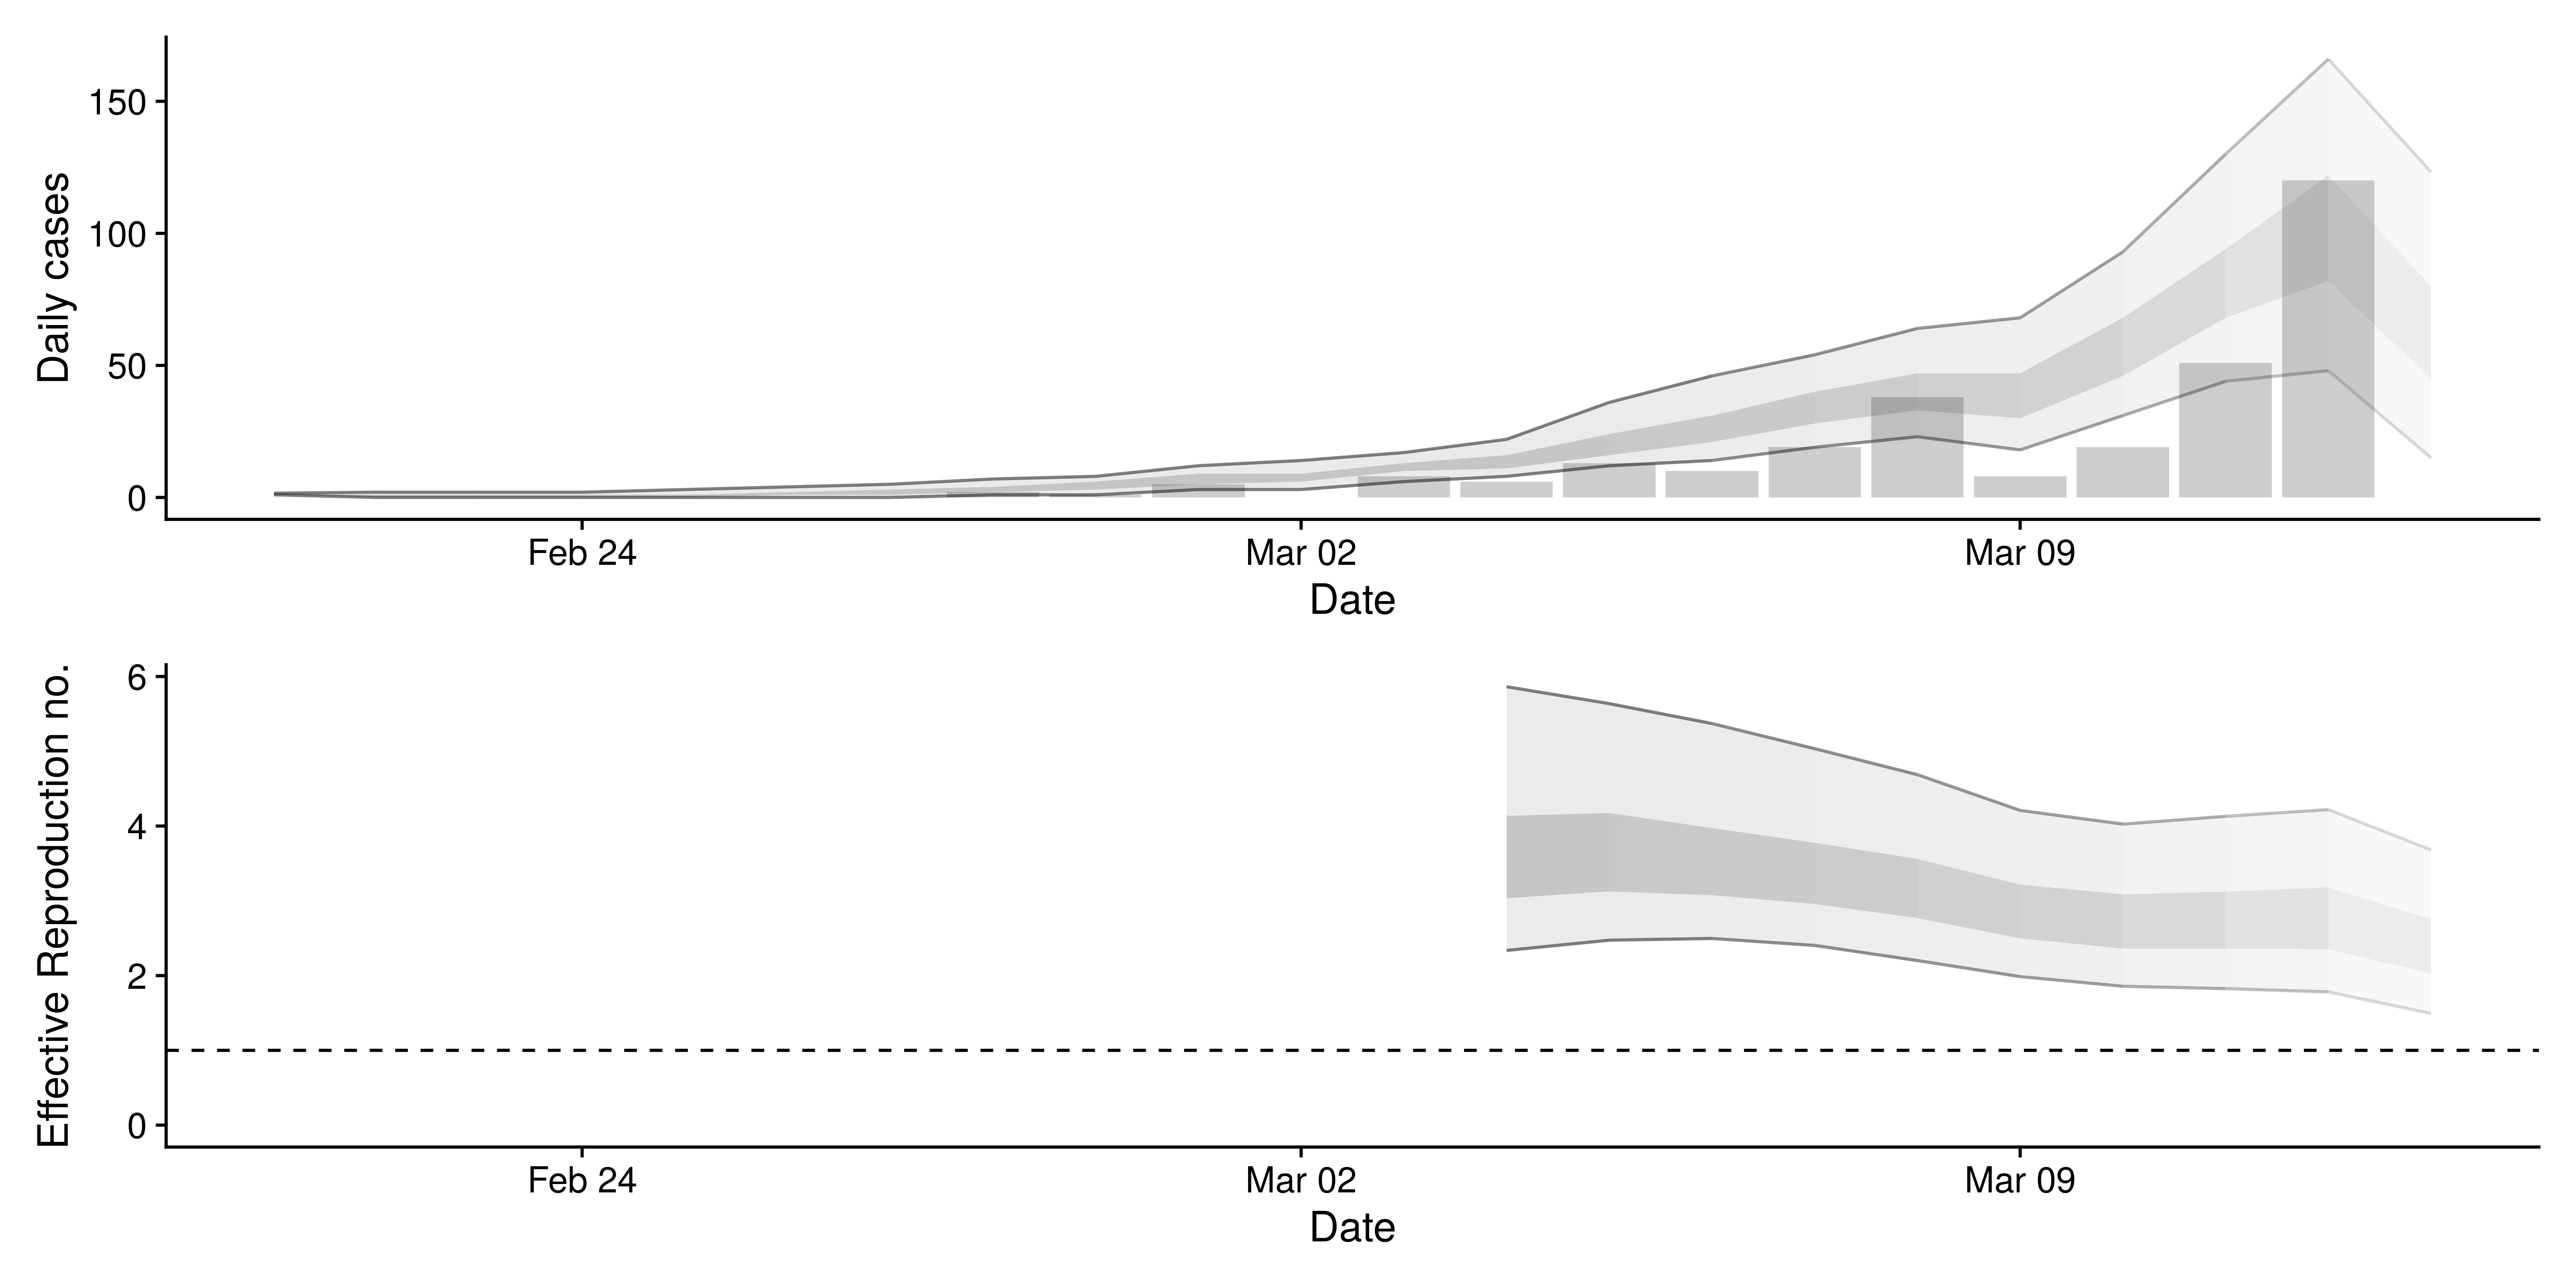 Daily cases
150
100
50
0
Feb 24 Mar 02 Mar 09
Date
Effective Reproduction no.
6
4
2
0
Feb 24 Mar 02 Mar 09
Date